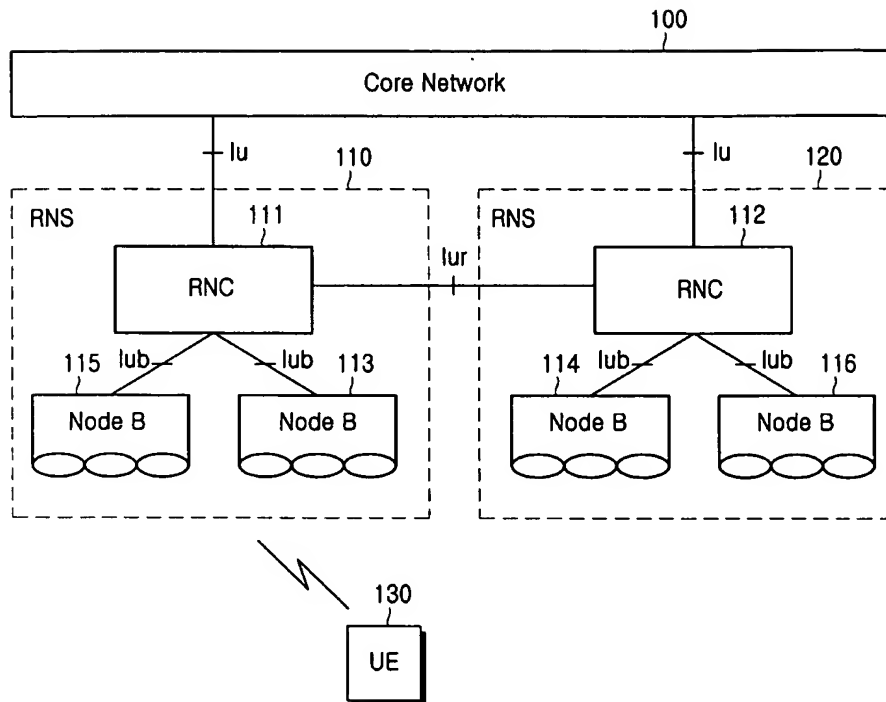 100
Core Network
Iu
110
Iu
120
RNS
111
RNC
Iur
RNS
112
RNC
115
Iub
Iub
113
114
Iub
Iub
116
Node B
Node B
Node B
Node B
130
UE